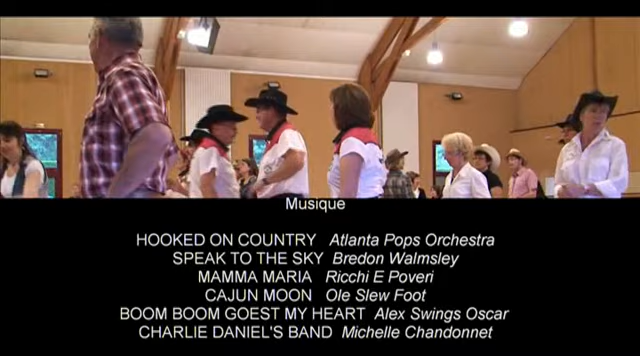 Musique
HOOKED ON COUNTRY Atlanta Pops Orchestra
SPEAK TO THE SKY Bredon Walmsley
MAMMA MARIA Ricchi E Poveri
CAJUN MOON Ole Slew Foot
BOOM BOOM GOEST MY HEART Alex Swings Oscar
CHARLIE DANIEL'S BAND Michelle Chandonnet